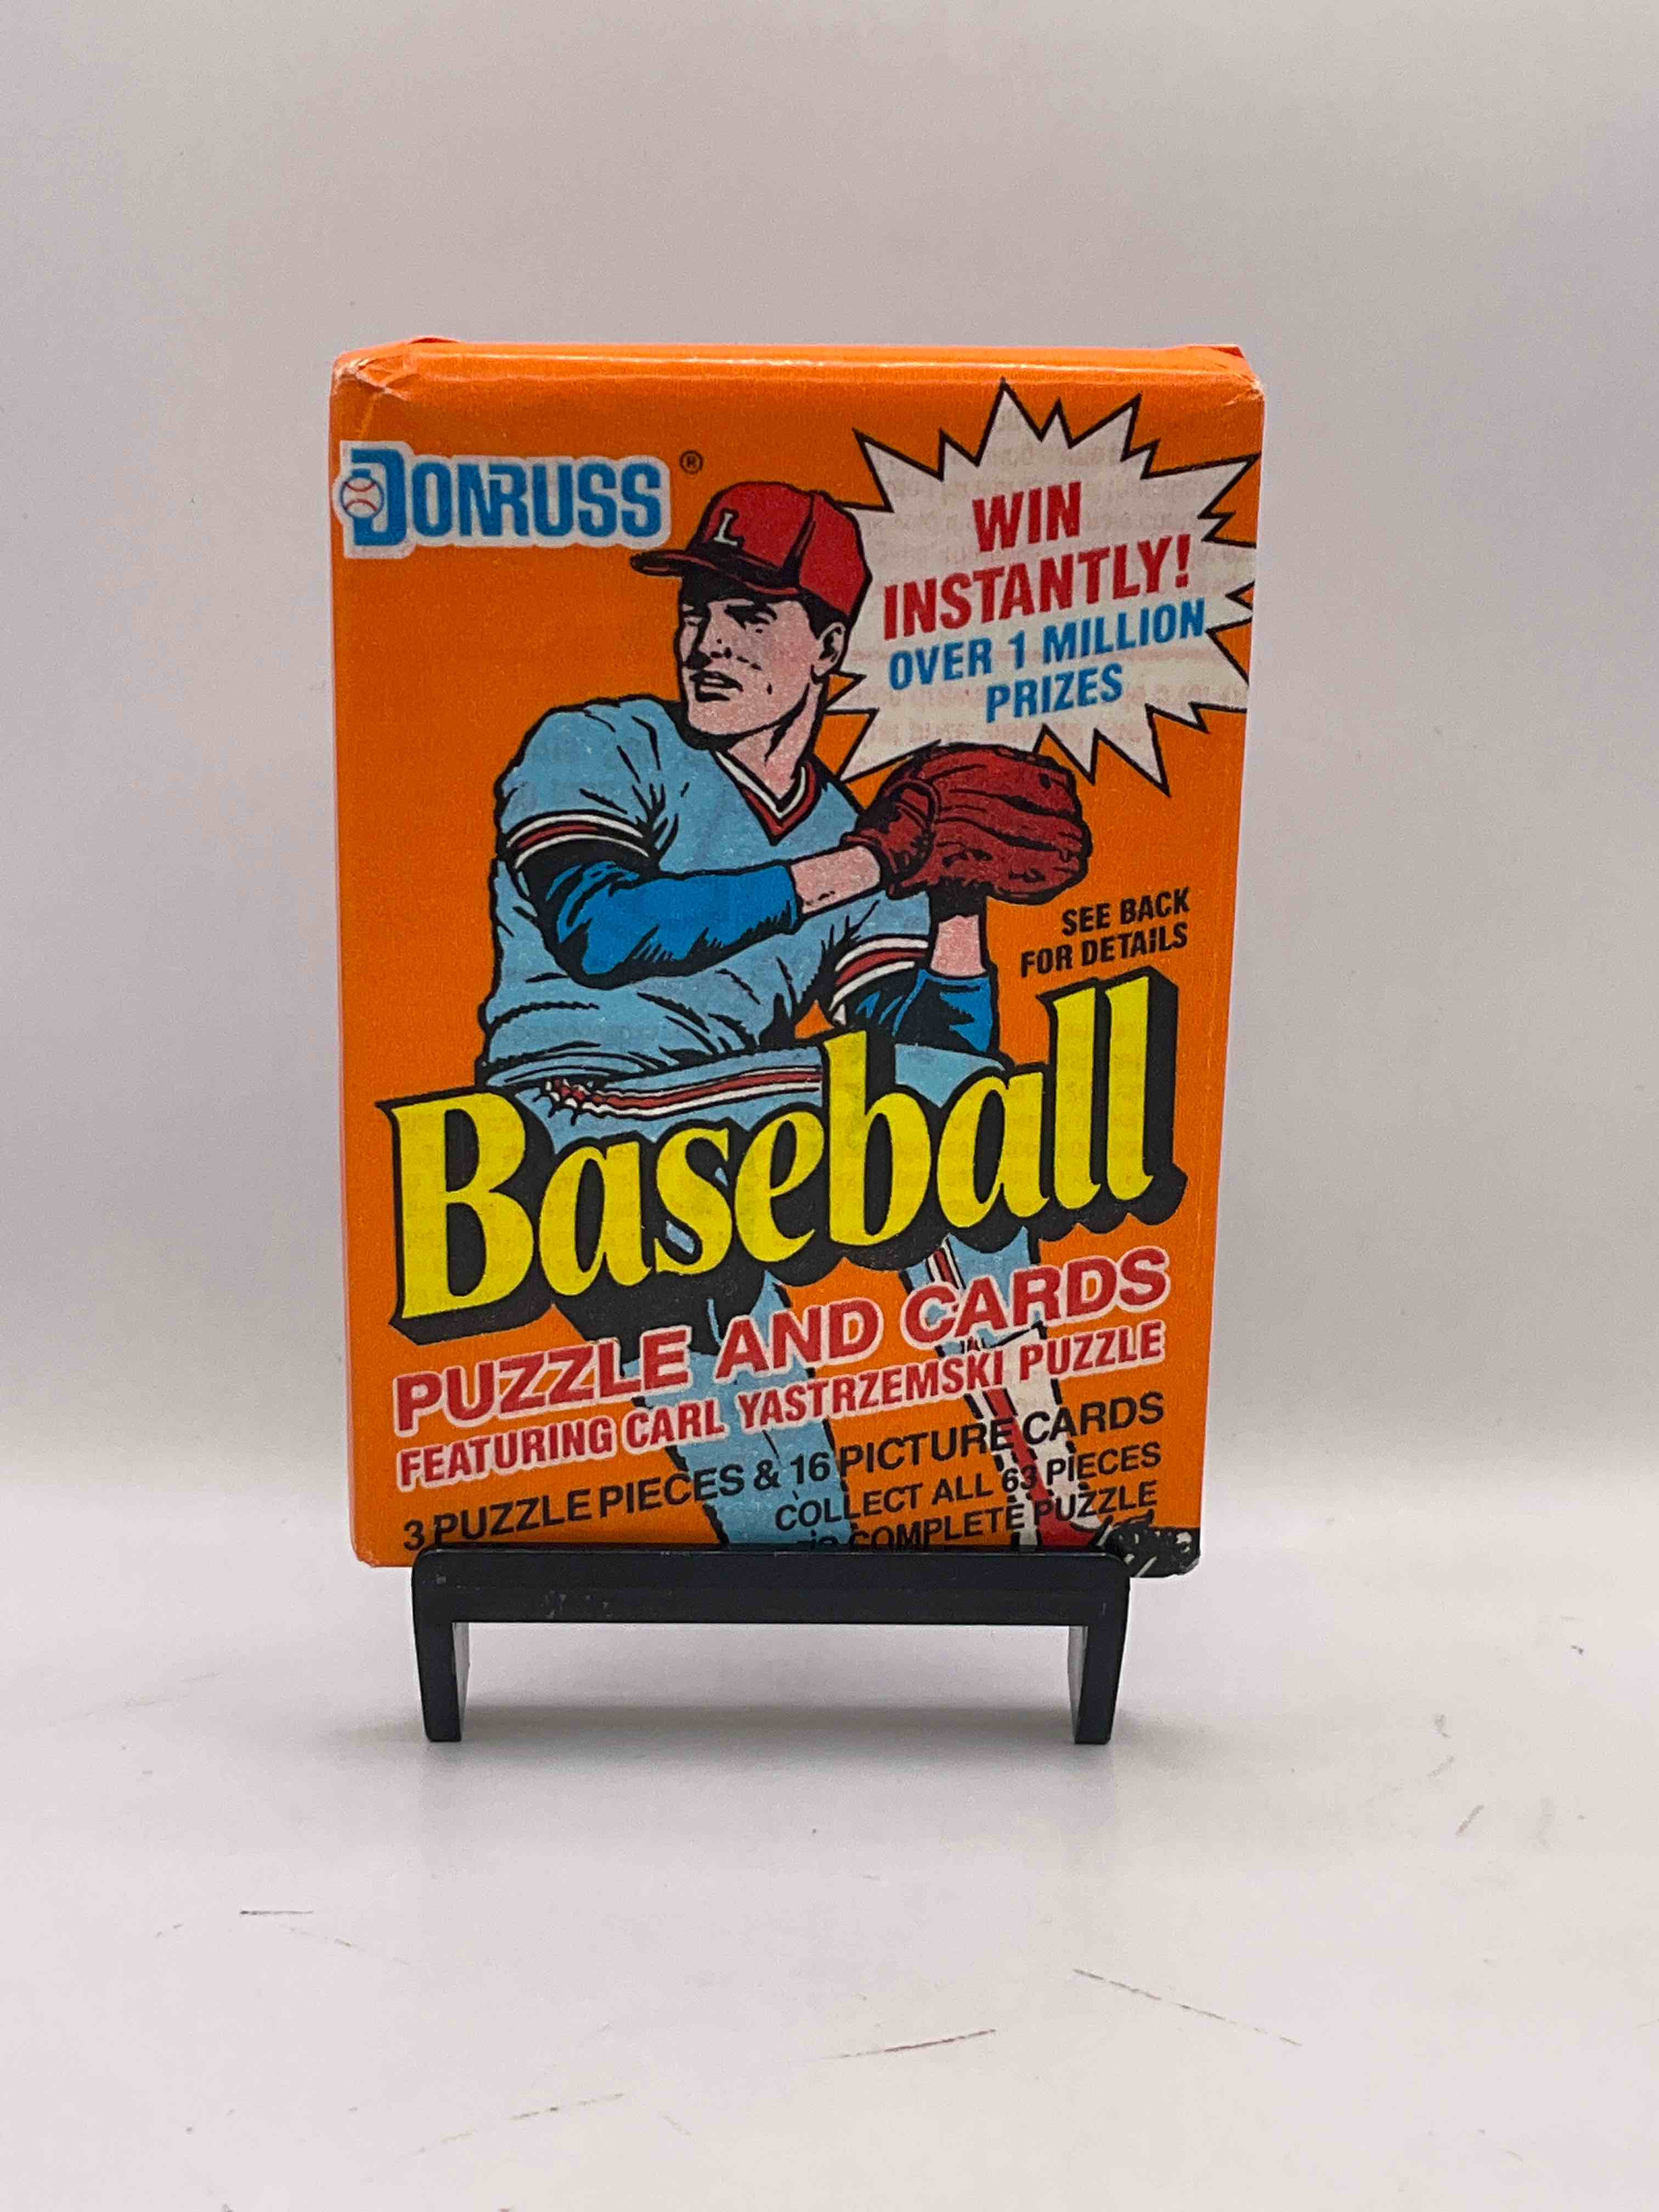 DONRUSS®
L
WIN
INSTANTLY!
OVER 1 MILLION
PRIZES
SEE BACK
FOR DETAILS
Baseball
PUZZLE AND CARDS
FEATURING CARL YASTRZEMSKI PUZZLE
3 PUZZLE PIECES & 16 PICTURE CARDS
COLLECT ALL 63 PIECES
COMPLETE PUZZLE